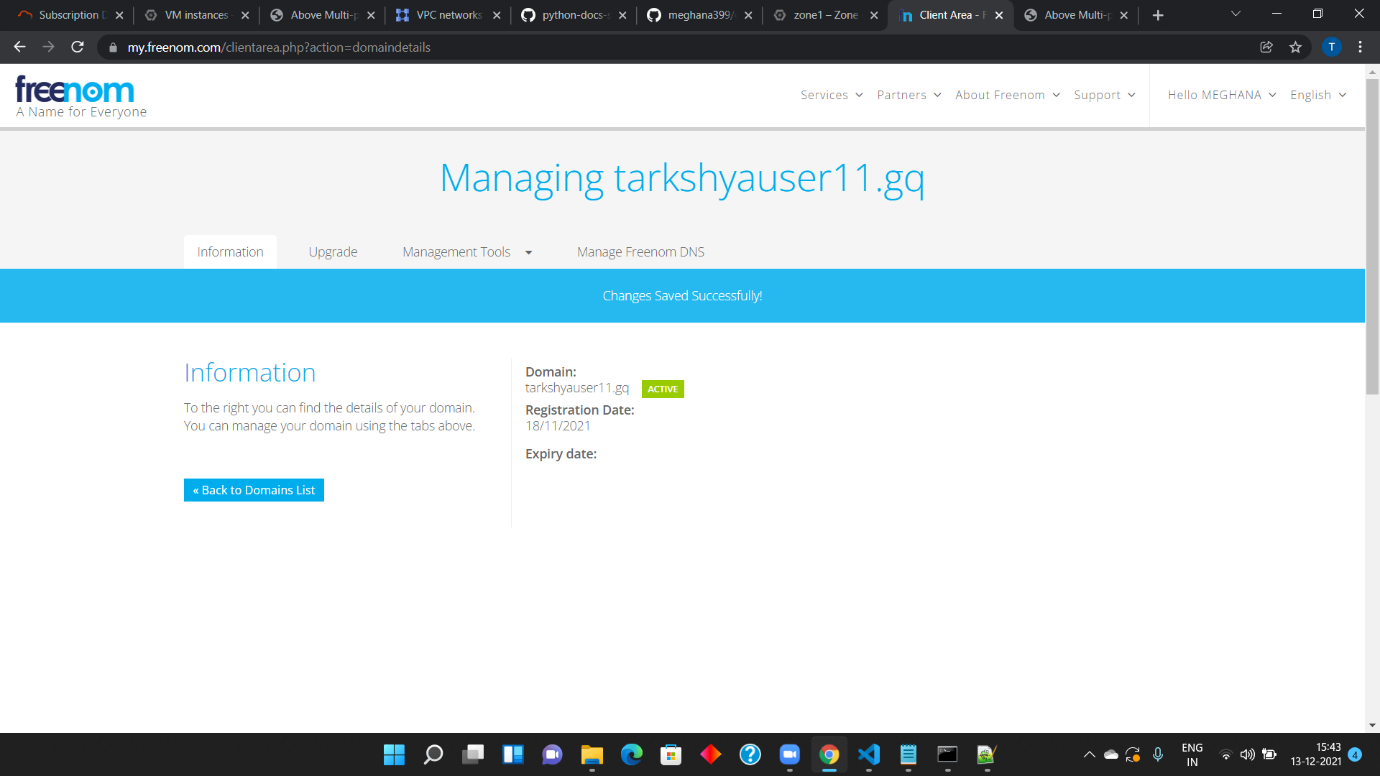 Subscription D
VM instances
Above Multi-p
VPC networks
python-docs-s
meghana399/
zone1 – Zone
Client Area - F
Above Multi-p
my.freenom.com/clientarea.php?action=domaindetails
T
freenom
A Name for Everyone
Services
Partners
About Freenom
Support
Hello MEGHANA
English
Managing tarkshyauser11.gq
Information
Upgrade
Management Tools
Manage Freenom DNS
Changes Saved Successfully!
Information
To the right you can find the details of your domain.
You can manage your domain using the tabs above.
« Back to Domains List
Domain:
tarkshyauser11.gq ACTIVE
Registration Date:
18/11/2021
Expiry date:
ENG
IN
15:43
13-12-2021
4